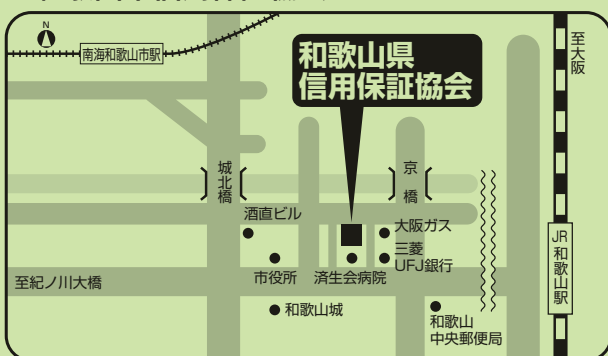 N
南海和歌山市駅
和歌山県
信用保証協会
至大阪
城北橋
京橋
酒直ビル
大阪ガス
三菱
UFJ銀行
市役所
済生会病院
至紀ノ川大橋
和歌山城
和歌山
中央郵便局
JR和歌山駅